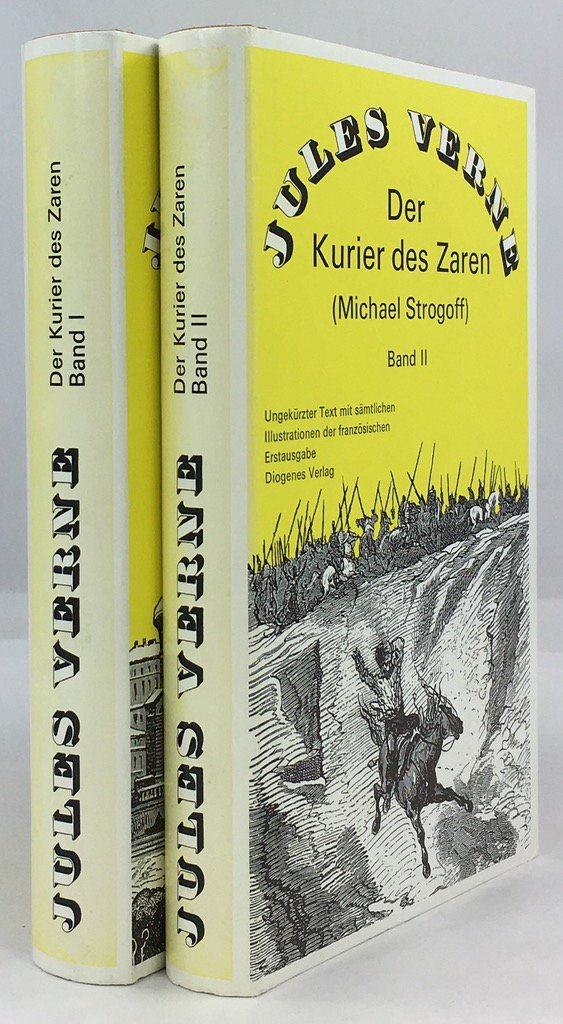 Der Kurier des Zaren
Band I
JULES VERNE
Der Kurier des Zaren
Band II
JULES VERNE
JULES VERNE
Der
Kurier des Zaren
(Michael Strogoff)
Band II
Ungekürzter Text mit sämtlichen
Illustrationen der französischen
Erstausgabe
Diogenes Verlag